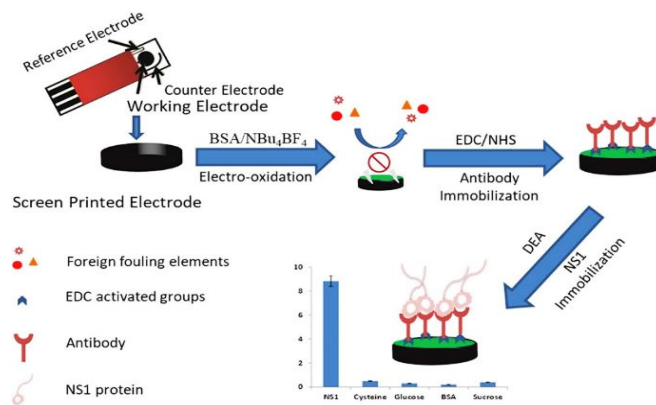 Reference Electrode
Counter Electrode
Working Electrode
BSA/NBu4BF4
Electro-oxidation
EDC/NHS
Antibody
Immobilization
Screen Printed Electrode
Foreign fouling elements
EDC activated groups
Antibody
NS1 protein
DEA
NS1
Immobilization
10
8
6
4
2
0
NS1 Cysteine Glucose BSA Sucrose